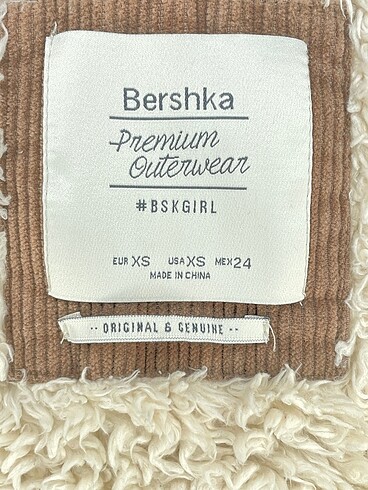 Bershka
Premium
Outerwear
#BSKGIRL
EUR XS USA XS MEX 24
MADE IN CHINA
-- ORIGINAL & GENUINE --